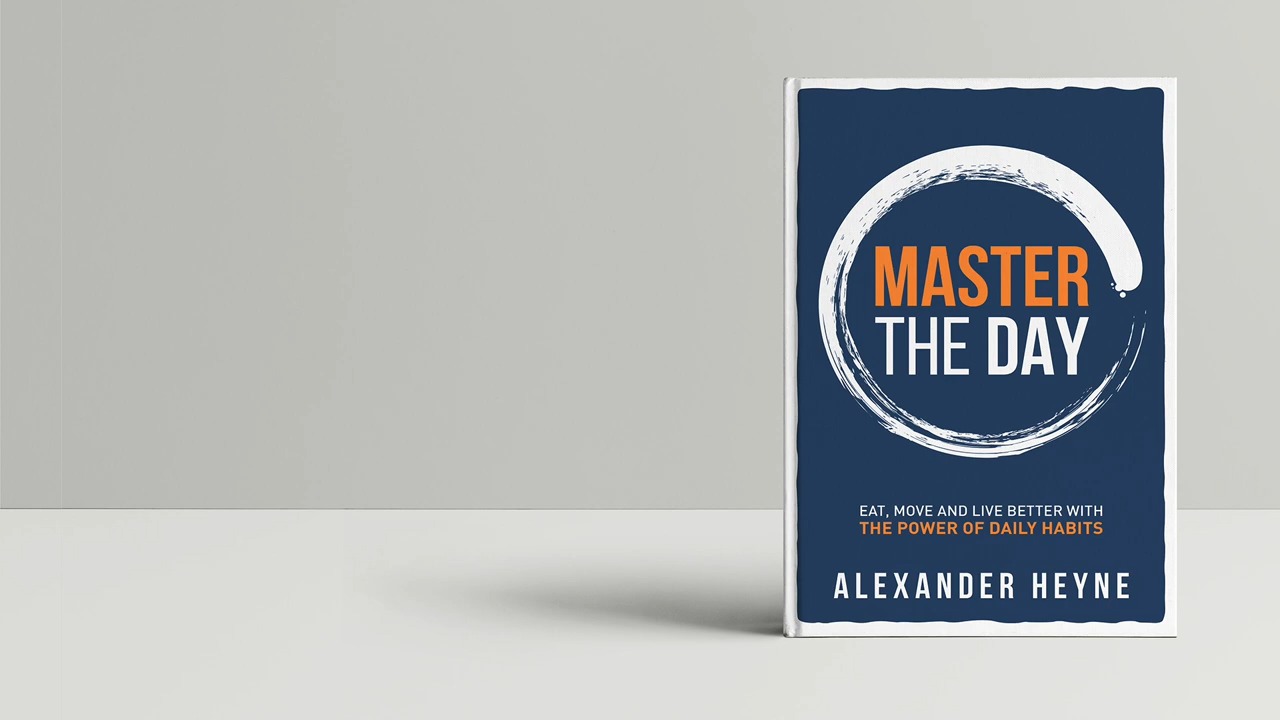 MASTER
THE DAY
EAT, MOVE AND LIVE BETTER WITH
THE POWER OF DAILY HABITS
ALEXANDER HEYNE